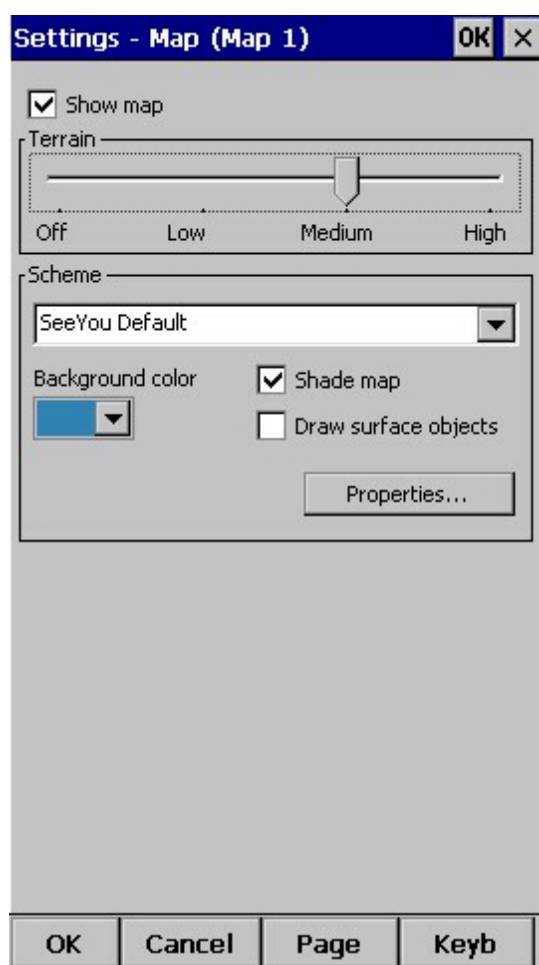 Settings - Map (Map 1) OK
Show map
Terrain
Off Low Medium High
Scheme
SeeYou Default
Background color Shade map
Draw surface objects
Properties...
OK Cancel Page Keyb